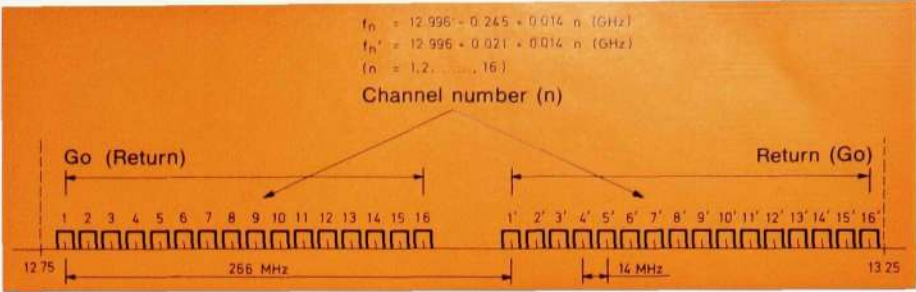 fn = 12.996 - 0.245 + 0.014 n (GHz)
fn' = 12.996 + 0.021 + 0.014 n (GHz)
(n = 1,2......., 16)
Channel number (n)
Go (Return)
Return (Go)
1 2 3 4 5 6 7 8 9 10 11 12 13 14 15 16 1' 2' 3' 4' 5' 6' 7' 8' 9' 10' 11' 12' 13' 14' 15' 16'
12.75 266 MHz 14 MHz 13.25